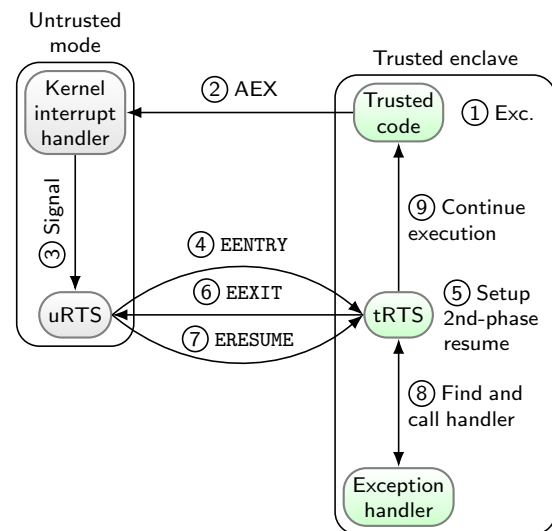 Untrusted
mode
Trusted enclave
Kernel
interrupt
handler
② AEX
Trusted
code
① Exc.
③ Signal
④ EENTRY
⑨ Continue
execution
⑥ EEXIT
uRTS
tRTS
⑤ Setup
2nd-phase
resume
⑦ ERESUME
⑧ Find and
call handler
Exception
handler